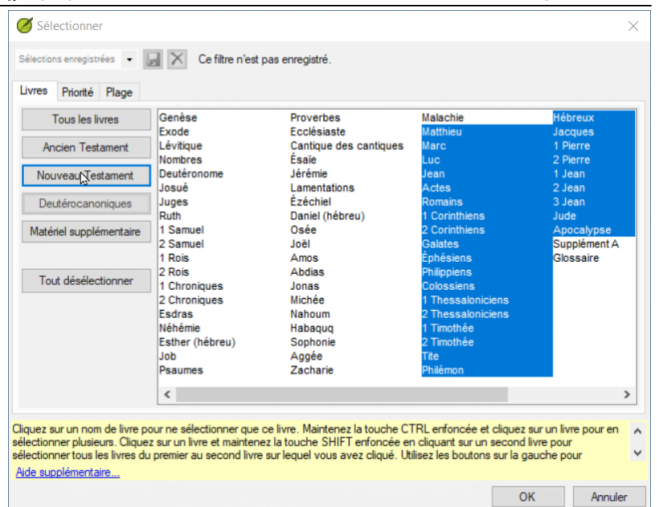 Sélectionner
Sélections enregistrées
Ce filtre n'est pas enregistré.
Livres Priorité Plage
Tous les livres
Ancien Testament
Nouveau Testament
Deutérocanoniques
Matériel supplémentaire
Tout désélectionner
Genèse
Exode
Lévitique
Nombres
Deutéronome
Josué
Juges
Ruth
1 Samuel
2 Samuel
1 Rois
2 Rois
1 Chroniques
2 Chroniques
Esdras
Néhémie
Esther (hébreu)
Job
Psaumes
Proverbes
Ecclésiaste
Cantique des cantiques
Ésaïe
Jérémie
Lamentations
Ézéchiel
Daniel (hébreu)
Osée
Joël
Amos
Abdias
Jonas
Michée
Nahoum
Habaquq
Sophonie
Aggée
Zacharie
Malachie
Matthieu
Marc
Luc
Jean
Actes
Romains
1 Corinthiens
2 Corinthiens
Galates
Éphésiens
Philippiens
Colossiens
1 Thessaloniciens
2 Thessaloniciens
1 Timothée
2 Timothée
Tite
Philémon
Hébreux
Jacques
1 Pierre
2 Pierre
1 Jean
2 Jean
3 Jean
Jude
Apocalypse
Supplément A
Glossaire
Cliquez sur un nom de livre pour ne sélectionner que ce livre. Maintenez la touche CTRL enfoncée et cliquez sur un livre pour en
sélectionner plusieurs. Cliquez sur un livre et maintenez la touche SHIFT enfoncée en cliquant sur un second livre pour
sélectionner tous les livres du premier au second livre sur lequel vous avez cliqué. Utilisez les boutons sur la gauche pour
Aide supplémentaire...
OK Annuler